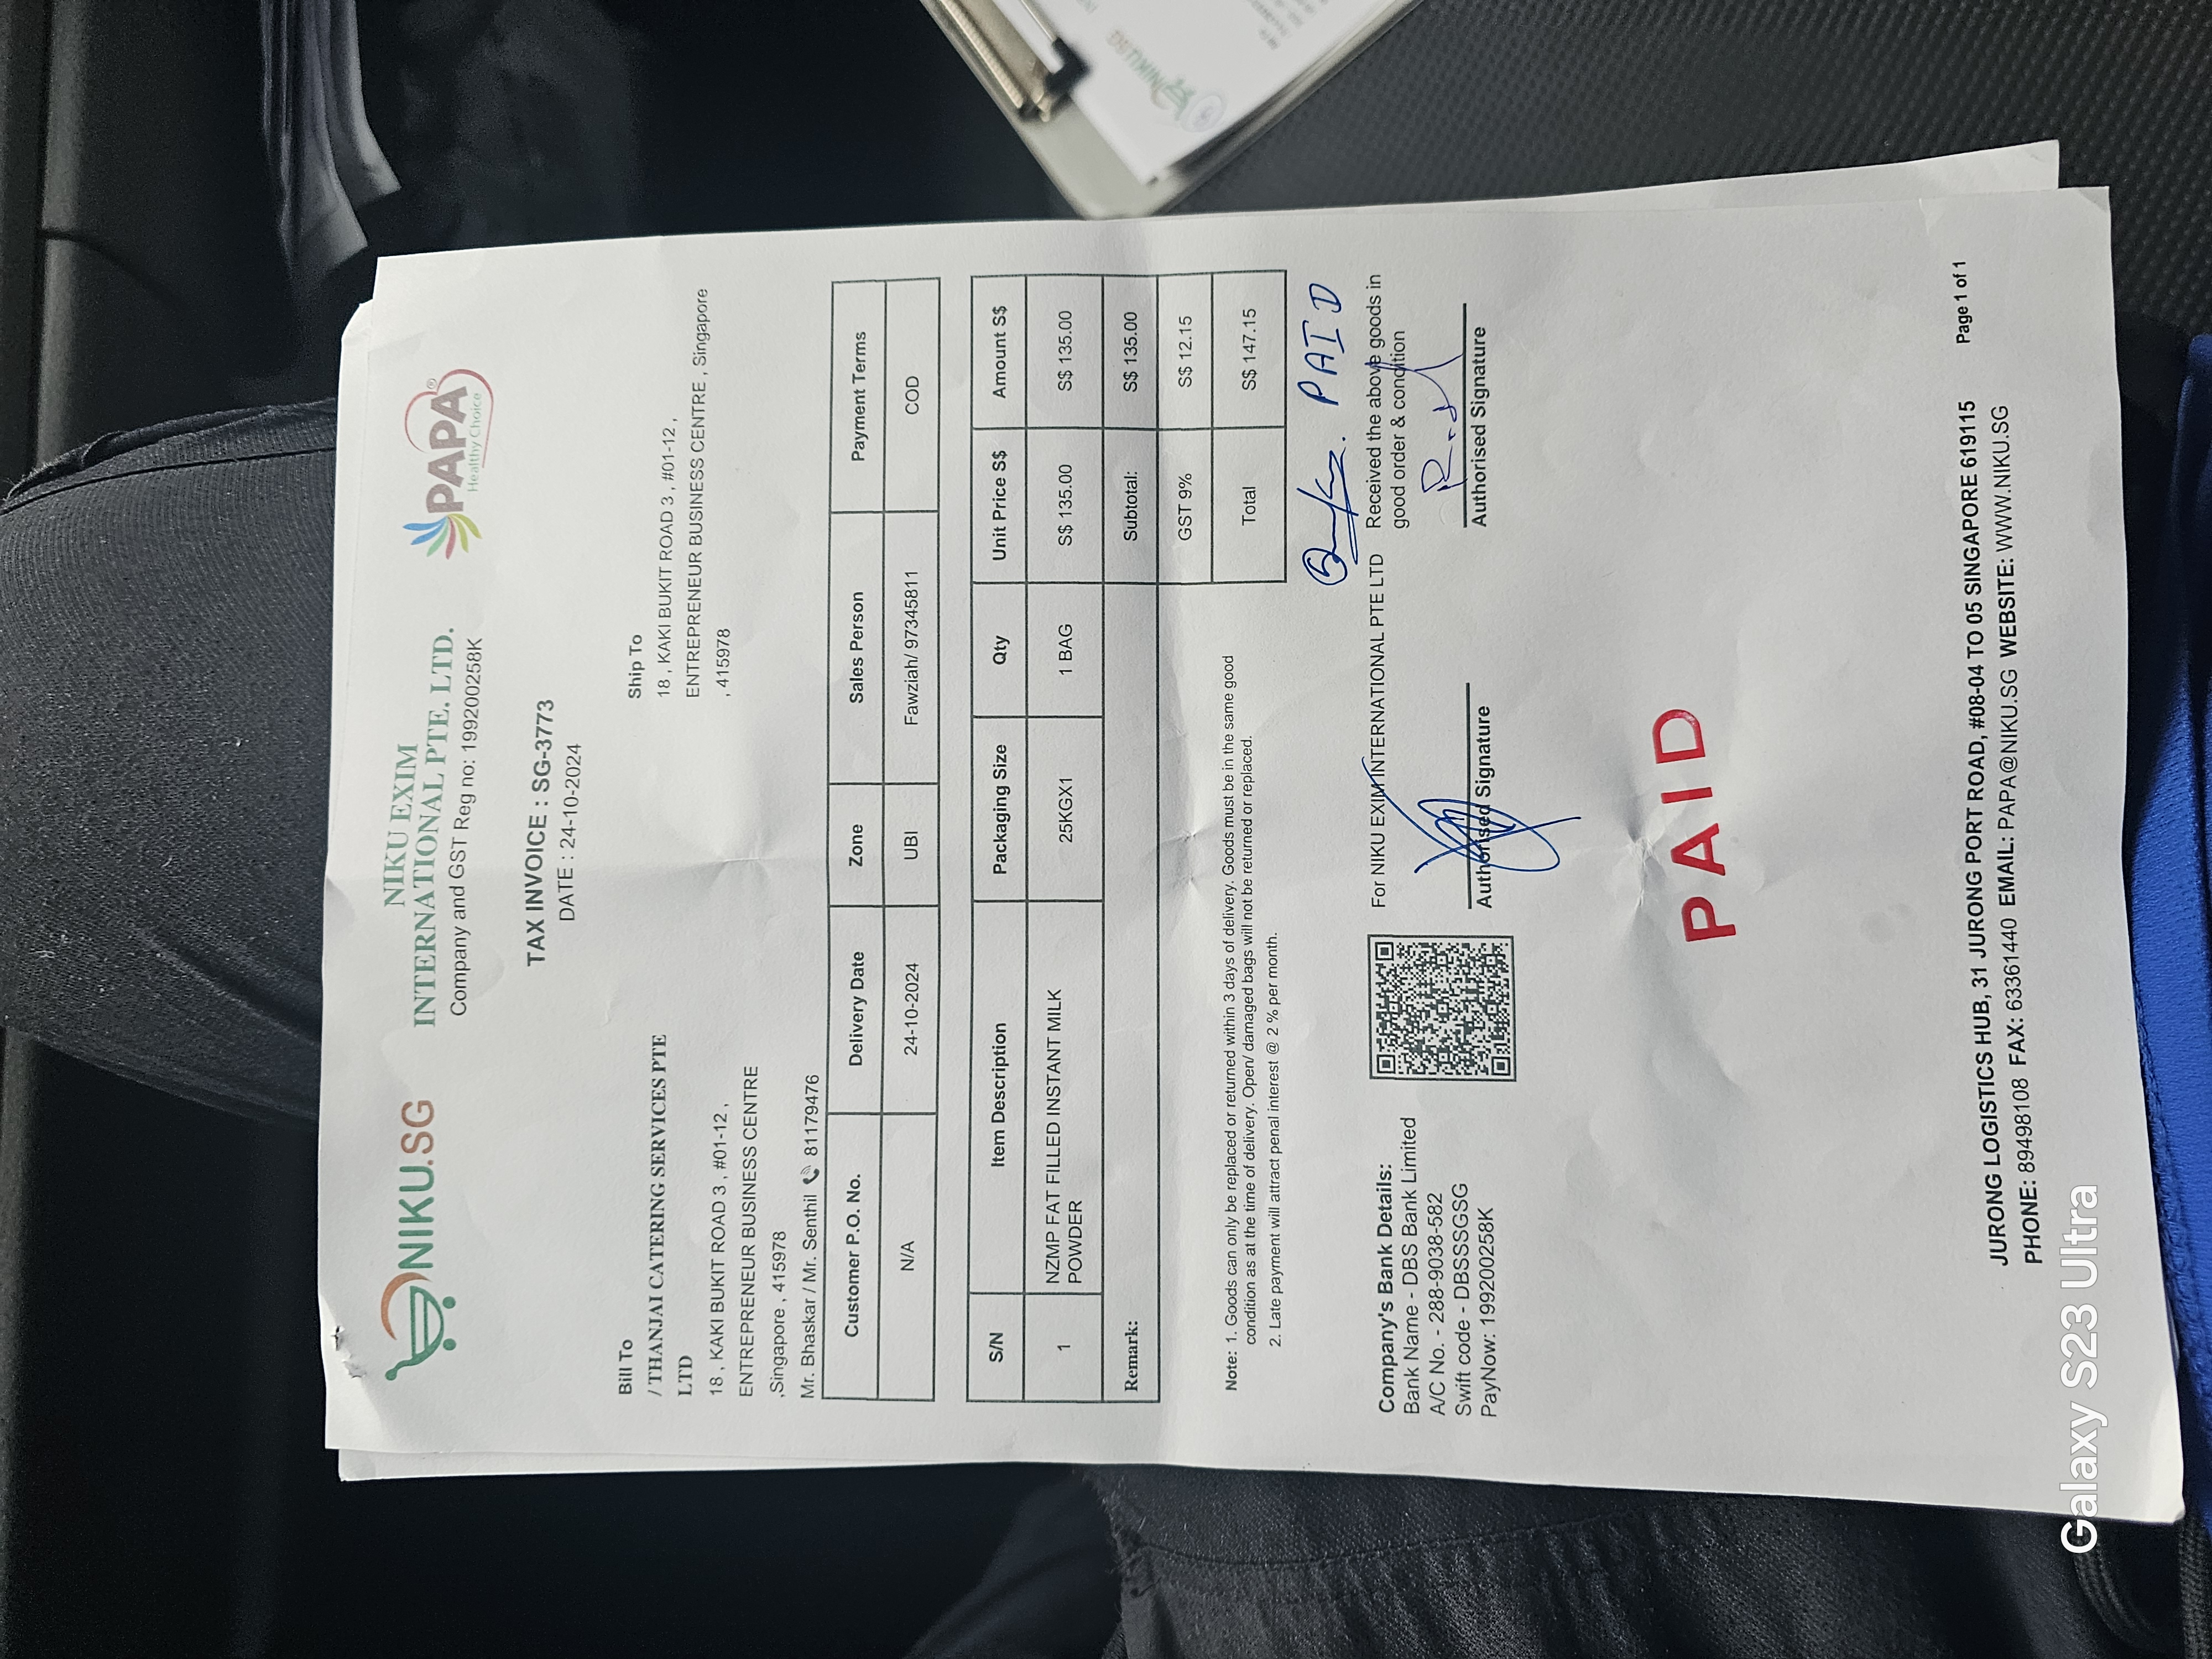 NIKU.SG
NIKU EXIM
INTERNATIONAL PTE. LTD.
Company and GST Reg no: 199200258K
PAPA®
Healthy Choice
TAX INVOICE : SG-3773
DATE : 24-10-2024
Bill To
/ THANJAI CATERING SERVICES PTE
LTD
18 , KAKI BUKIT ROAD 3 , #01-12 ,
ENTREPRENEUR BUSINESS CENTRE
,Singapore , 415978
Mr. Bhaskar / Mr. Senthil 81179476
Ship To
18 , KAKI BUKIT ROAD 3 , #01-12 ,
ENTREPRENEUR BUSINESS CENTRE , Singapore
, 415978
Customer P.O. No. Delivery Date Zone Sales Person Payment Terms
N/A 24-10-2024 UBI Fawziah/ 97345811 COD
S/N Item Description Packaging Size Qty Unit Price S$ Amount S$
1 NZMP FAT FILLED INSTANT MILK 25KGX1 1 BAG S$ 135.00 S$ 135.00
POWDER
Remark: Subtotal: S$ 135.00
GST 9% S$ 12.15
Total S$ 147.15
Note: 1. Goods can only be replaced or returned within 3 days of delivery. Goods must be in the same good
condition as at the time of delivery. Open/ damaged bags will not be returned or replaced.
2. Late payment will attract penal interest @ 2 % per month.
PAID
Company's Bank Details:
Bank Name - DBS Bank Limited
A/C No. - 288-9038-582
Swift code - DBSSSGSG
PayNow: 199200258K
For NIKU EXIM INTERNATIONAL PTE LTD
Authorised Signature
Received the above goods in
good order & condition
Authorised Signature
PAID
JURONG LOGISTICS HUB, 31 JURONG PORT ROAD, #08-04 TO 05 SINGAPORE 619115
PHONE: 89498108 FAX: 63361440 EMAIL: PAPA@NIKU.SG WEBSITE: WWW.NIKU.SG
Page 1 of 1
Galaxy S23 Ultra